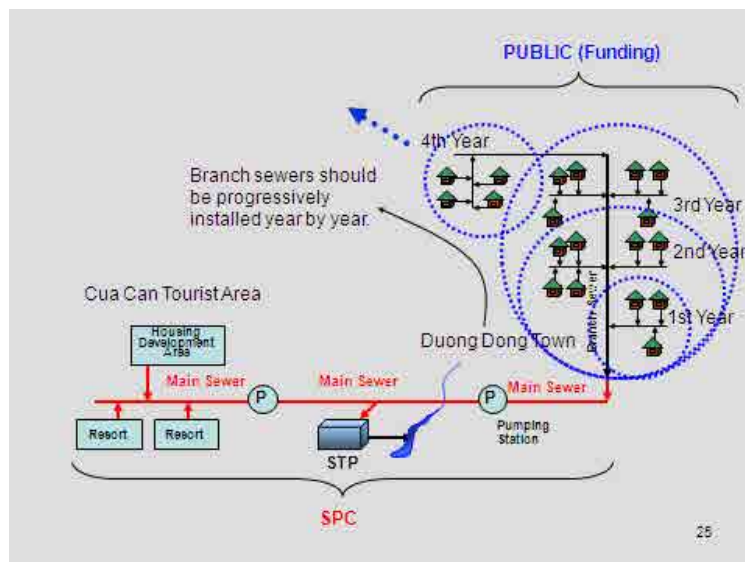 PUBLIC (Funding)
4th Year
Branch sewers should
be progressively
installed year by year.
3rd Year
2nd Year
Cua Can Tourist Area
Branch Sewer
1st Year
Housing
Development
Area
Duong Dong Town
Main Sewer
Main Sewer
Main Sewer
P
P
Resort
Resort
Pumping
Station
STP
SPC
25